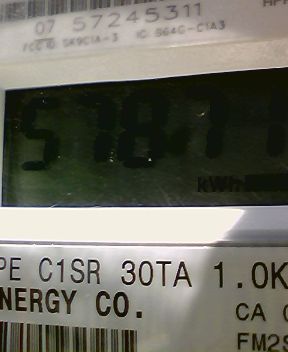 07 57245311
FCC ID SK9C1A-3 IC 864G-C1A3
57871
kWh
PE C1SR 30TA 1.0K
NERGY CO.
CA
FM2S